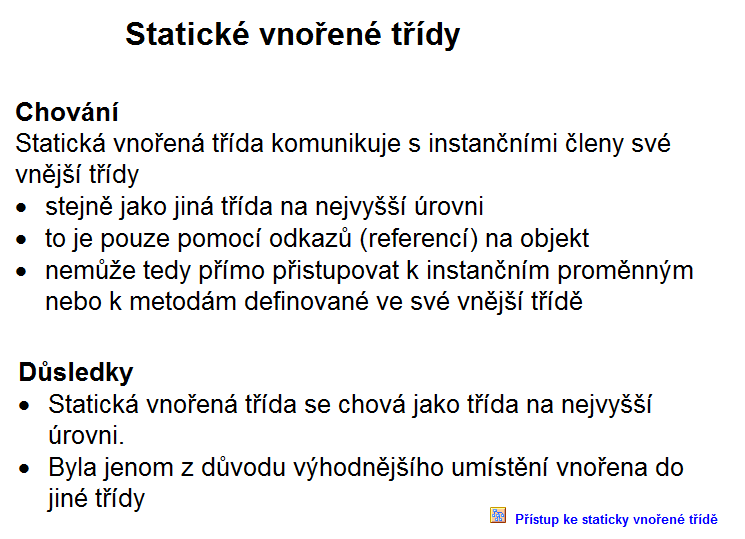 Statické vnořené třídy
Chování
Statická vnořená třída komunikuje s instančními členy své
vnější třídy
• stejně jako jiná třída na nejvyšší úrovni
• to je pouze pomocí odkazů (referencí) na objekt
• nemůže tedy přímo přistupovat k instančním proměnným
nebo k metodám definované ve své vnější třídě
Důsledky
• Statická vnořená třída se chová jako třída na nejvyšší
úrovni.
• Byla jenom z důvodu výhodnějšího umístění vnořena do
jiné třídy
Přístup ke staticky vnořené třídě